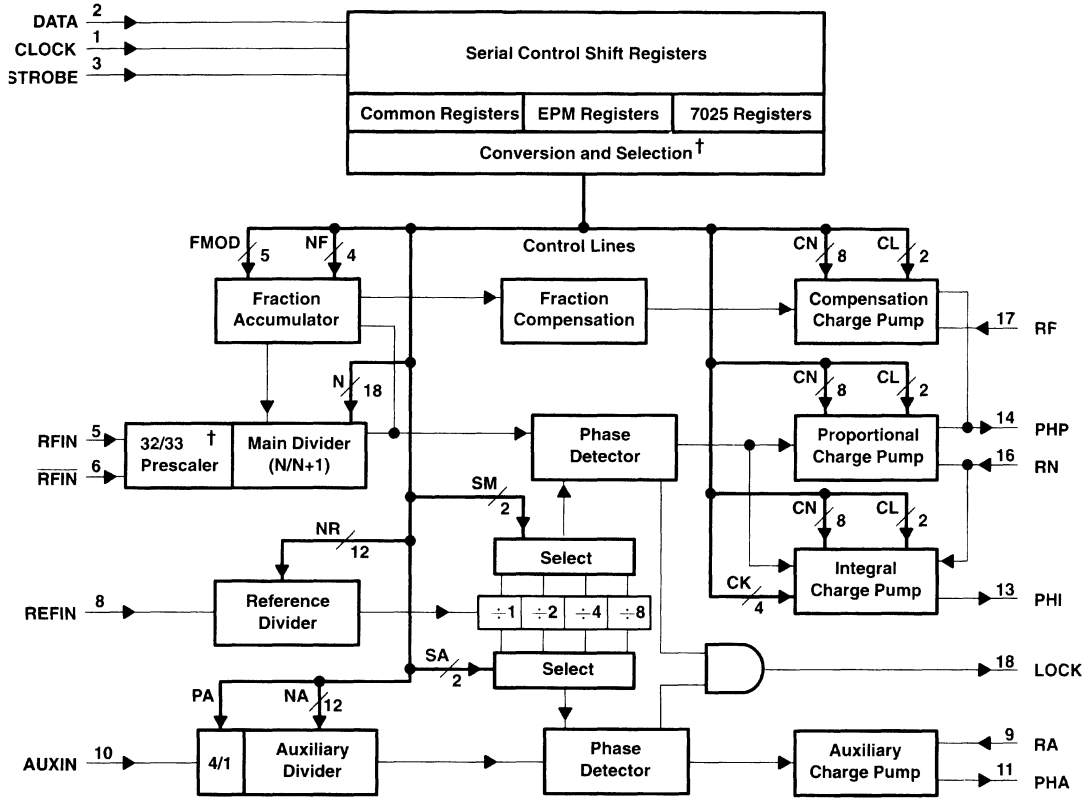 DATA 2
CLOCK 1
STROBE 3
Serial Control Shift Registers
Common Registers EPM Registers 7025 Registers
Conversion and Selection†
Control Lines
FMOD 5
NF 4
CN 8
CL 2
Fraction
Accumulator
Fraction
Compensation
Compensation
Charge Pump
17 RF
N 18
CN 8
CL 2
RFIN 5
R̅F̅I̅N̅ 6
32/33 †
Prescaler
Main Divider
(N/N+1)
Phase
Detector
Proportional
Charge Pump
14 PHP
16 RN
SM 2
CN 8
CL 2
NR 12
Select
Integral
Charge Pump
CK 4
13 PHI
REFIN 8
Reference
Divider
÷1 ÷2 ÷4 ÷8
SA 2
Select
18 LOCK
PA
NA 12
AUXIN 10
4/1
Auxiliary
Divider
Phase
Detector
Auxiliary
Charge Pump
9 RA
11 PHA